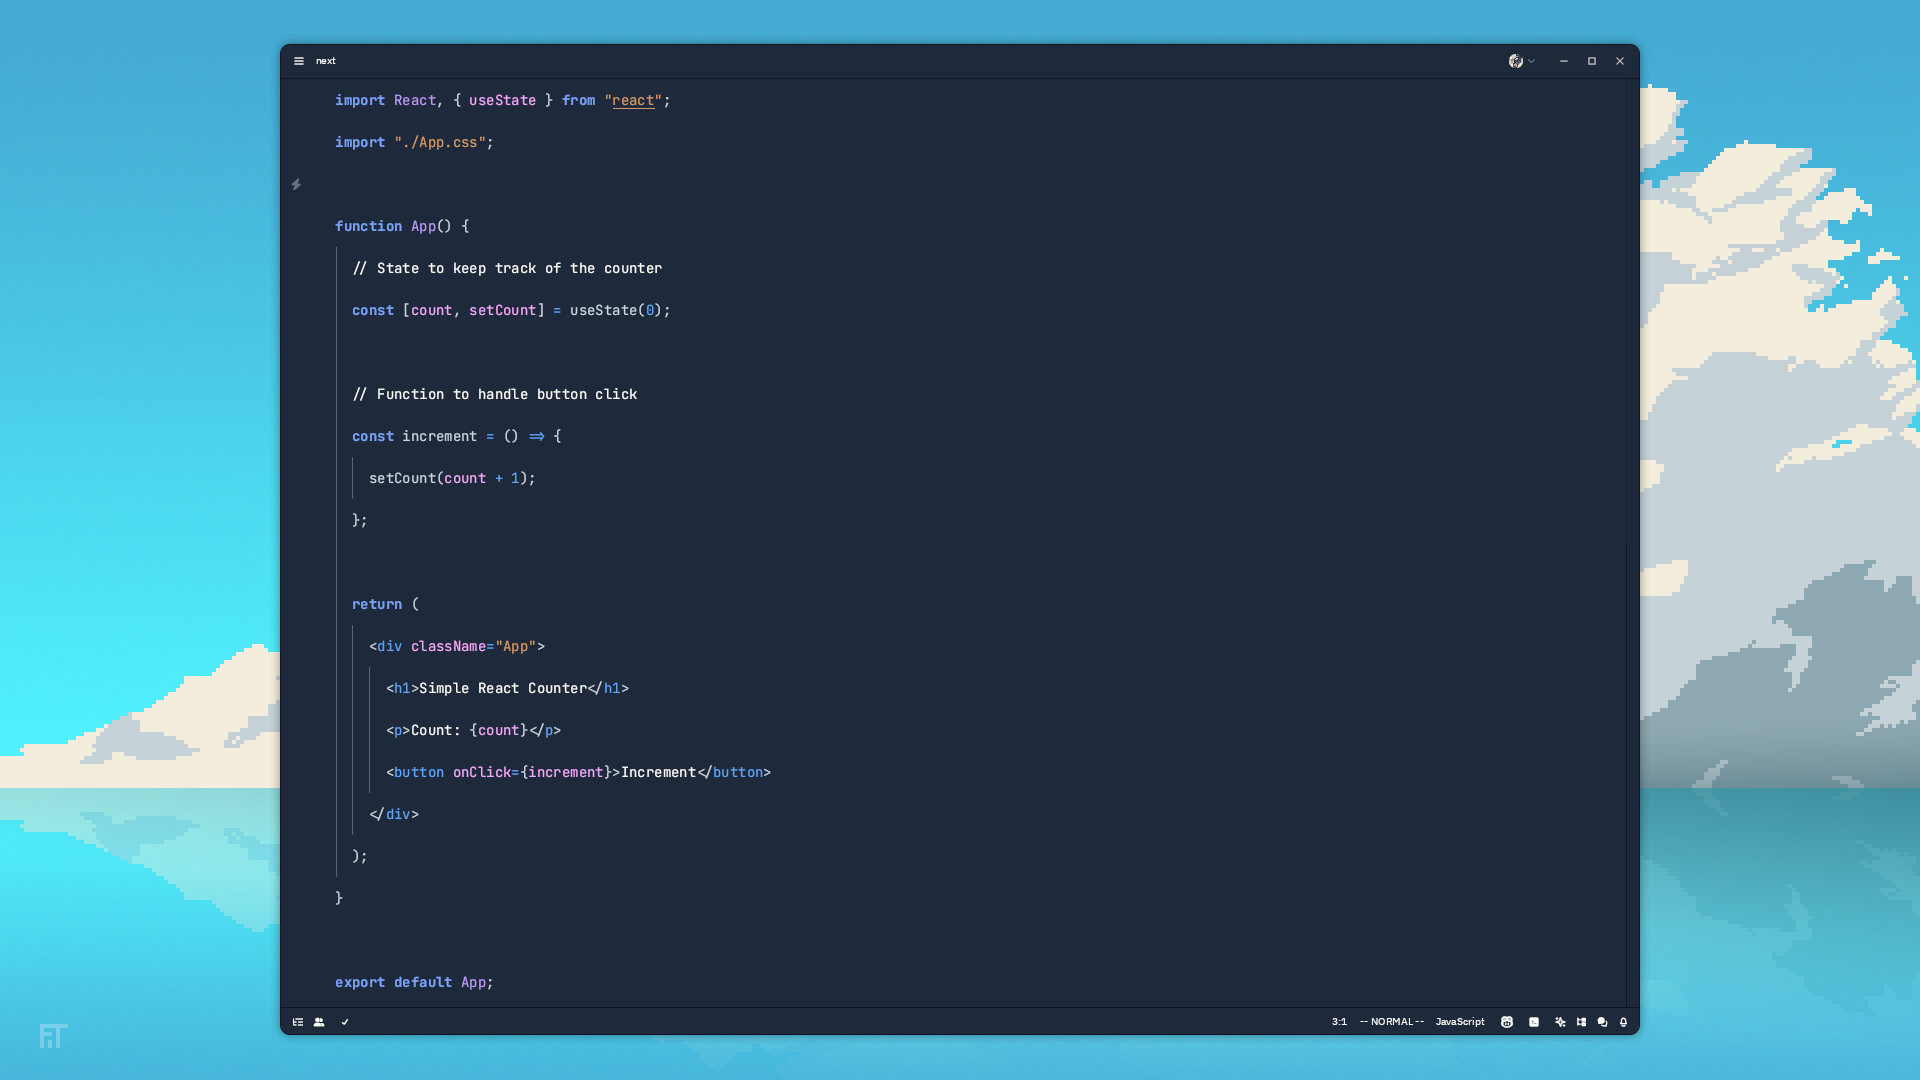 next
import React, { useState } from "react";
import "./App.css";
function App() {
// State to keep track of the counter
const [count, setCount] = useState(0);
// Function to handle button click
const increment = () => {
setCount(count + 1);
};
return (
<div className="App">
<h1>Simple React Counter</h1>
<p>Count: {count}</p>
<button onClick={increment}>Increment</button>
</div>
);
}
export default App;
3:1 -- NORMAL -- JavaScript